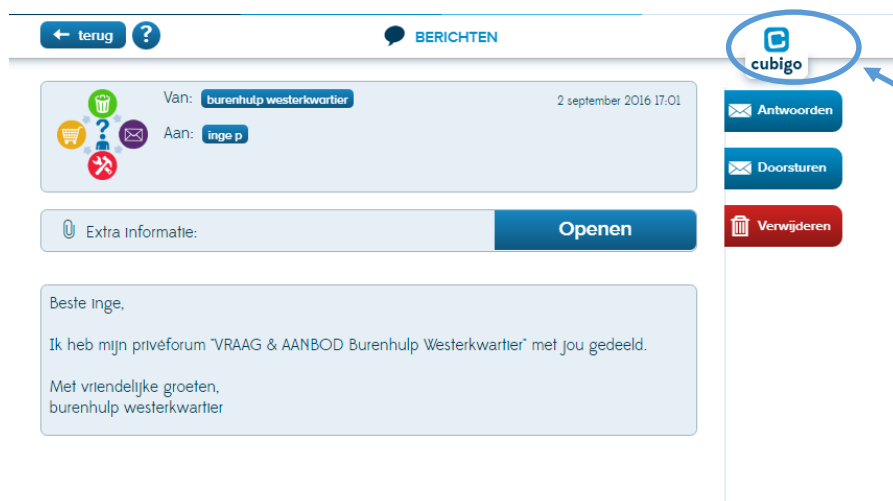 terug
?
BERICHTEN
cubigo
Van: burenhulp westerkwartier
2 september 2016 17:01
Aan: inge p
?
Extra informatie:
Openen
Beste inge,
Ik heb mijn privéforum "VRAAG & AANBOD Burenhulp Westerkwartier" met jou gedeeld.
Met vriendelijke groeten,
burenhulp westerkwartier
Antwoorden
Doorsturen
Verwijderen